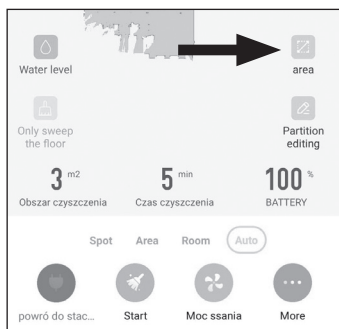 Water level
area
Only sweep
the floor
Partition
editing
3 m2
5 min
100 %
Obszar czyszczenia
Czas czyszczenia
BATTERY
Spot Area Room Auto
powró do stac...
Start
Moc ssania
More